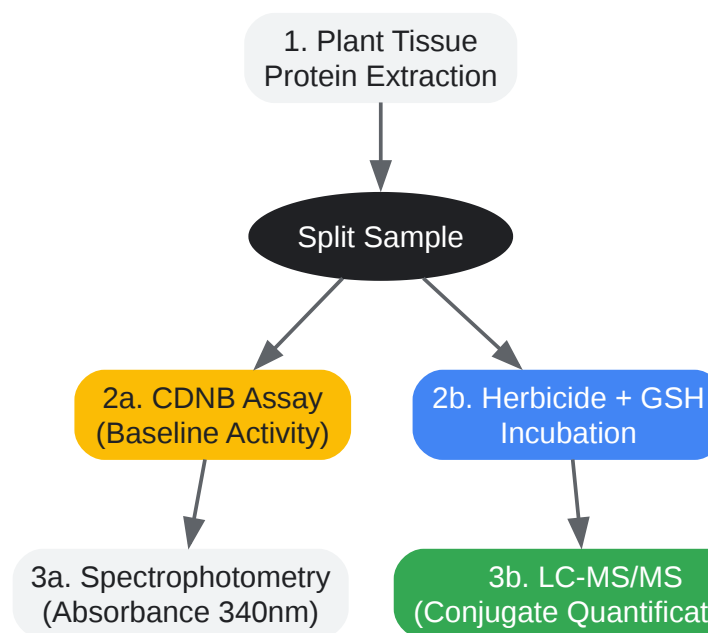 1. Plant Tissue
Protein Extraction
Split Sample
2a. CDNB Assay
(Baseline Activity)
2b. Herbicide + GSH
Incubation
3a. Spectrophotometry
(Absorbance 340nm)
3b. LC-MS/MS
(Conjugate